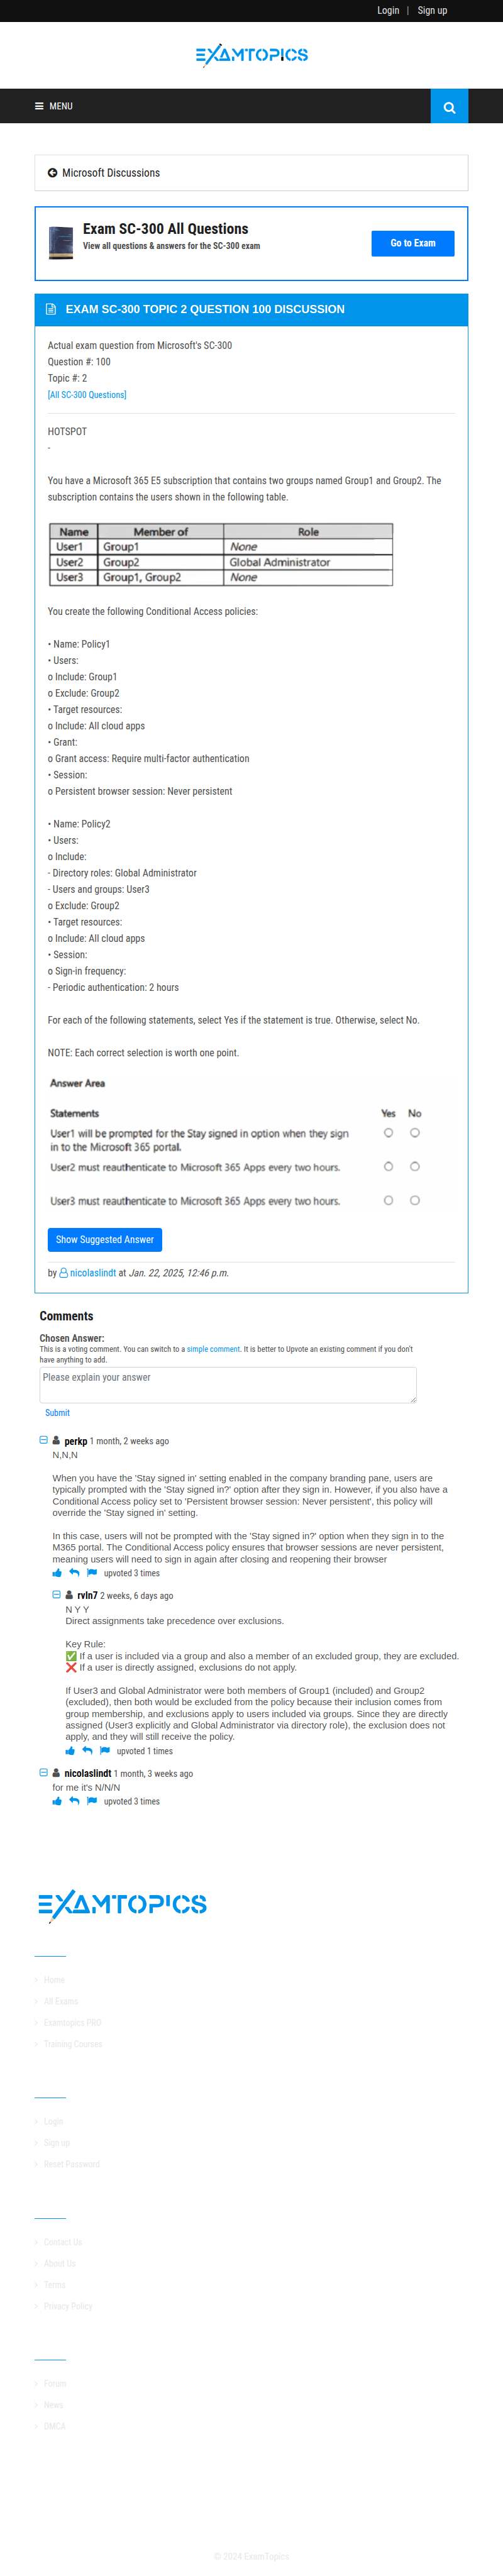 Login | Sign up
EXAMTOPICS
MENU
Microsoft Discussions
Exam SC-300 All Questions
View all questions & answers for the SC-300 exam
Go to Exam
EXAM SC-300 TOPIC 2 QUESTION 100 DISCUSSION
Actual exam question from Microsoft's SC-300
Question #: 100
Topic #: 2
[All SC-300 Questions]
HOTSPOT
-
You have a Microsoft 365 E5 subscription that contains two groups named Group1 and Group2. The
subscription contains the users shown in the following table.
Name Member of Role
User1 Group1 None
User2 Group2 Global Administrator
User3 Group1, Group2 None
You create the following Conditional Access policies:
• Name: Policy1
• Users:
o Include: Group1
o Exclude: Group2
• Target resources:
o Include: All cloud apps
• Grant:
o Grant access: Require multi-factor authentication
• Session:
o Persistent browser session: Never persistent
• Name: Policy2
• Users:
o Include:
- Directory roles: Global Administrator
- Users and groups: User3
o Exclude: Group2
• Target resources:
o Include: All cloud apps
• Session:
o Sign-in frequency:
- Periodic authentication: 2 hours
For each of the following statements, select Yes if the statement is true. Otherwise, select No.
NOTE: Each correct selection is worth one point.
Answer Area
Statements Yes No
User1 will be prompted for the Stay signed in option when they sign
in to the Microsoft 365 portal.
User2 must reauthenticate to Microsoft 365 Apps every two hours.
User3 must reauthenticate to Microsoft 365 Apps every two hours.
Show Suggested Answer
by nicolaslindt at Jan. 22, 2025, 12:46 p.m.
Comments
Chosen Answer:
This is a voting comment. You can switch to a simple comment. It is better to Upvote an existing comment if you don't
have anything to add.
Please explain your answer
Submit
perkp 1 month, 2 weeks ago
N,N,N
When you have the 'Stay signed in' setting enabled in the company branding pane, users are
typically prompted with the 'Stay signed in?' option after they sign in. However, if you also have a
Conditional Access policy set to 'Persistent browser session: Never persistent', this policy will
override the 'Stay signed in' setting.
In this case, users will not be prompted with the 'Stay signed in?' option when they sign in to the
M365 portal. The Conditional Access policy ensures that browser sessions are never persistent,
meaning users will need to sign in again after closing and reopening their browser
upvoted 3 times
rvln7 2 weeks, 6 days ago
N Y Y
Direct assignments take precedence over exclusions.
Key Rule:
✅ If a user is included via a group and also a member of an excluded group, they are excluded.
❌ If a user is directly assigned, exclusions do not apply.
If User3 and Global Administrator were both members of Group1 (included) and Group2
(excluded), then both would be excluded from the policy because their inclusion comes from
group membership, and exclusions apply to users included via groups. Since they are directly
assigned (User3 explicitly and Global Administrator via directory role), the exclusion does not
apply, and they will still receive the policy.
upvoted 1 times
nicolaslindt 1 month, 3 weeks ago
for me it's N/N/N
upvoted 3 times
EXAMTOPICS
Home
All Exams
Examtopics PRO
Training Courses
Login
Sign up
Reset Password
Contact Us
About Us
Terms
Privacy Policy
Forum
News
DMCA
© 2024 ExamTopics